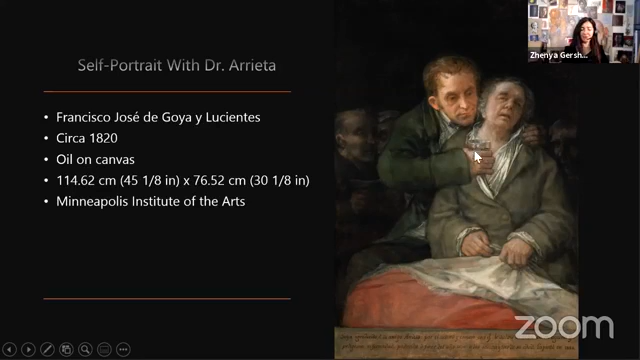 Self-Portrait With Dr. Arrieta
• Francisco José de Goya y Lucientes
• Circa 1820
• Oil on canvas
• 114.62 cm (45 1/8 in) x 76.52 cm (30 1/8 in)
• Minneapolis Institute of the Arts
Zhenya Gersh...
zoom